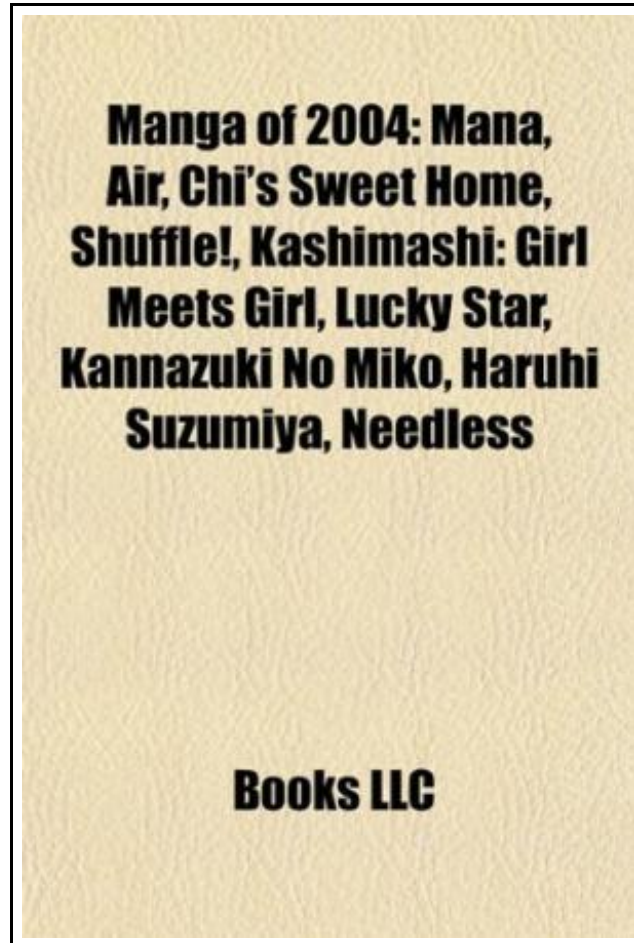 Manga of 2004: Mana,
Air, Chi's Sweet Home,
Shuffle!, Kashimashi: Girl
Meets Girl, Lucky Star,
Kannazuki No Miko, Haruhi
Suzumiya, Needless
Books LLC